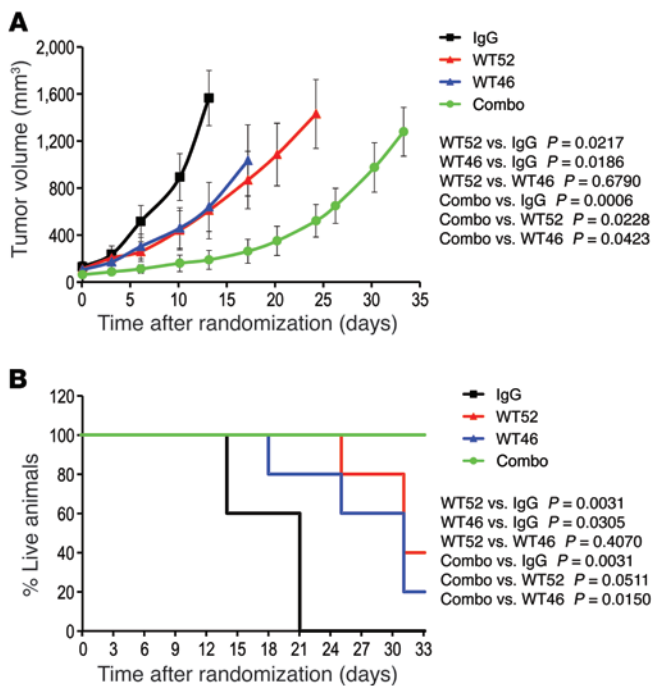 A
Tumor volume (mm³)
2,000
1,600
1,200
800
400
0
0 5 10 15 20 25 30 35
Time after randomization (days)
IgG
WT52
WT46
Combo
WT52 vs. IgG P = 0.0217
WT46 vs. IgG P = 0.0186
WT52 vs. WT46 P = 0.6790
Combo vs. IgG P = 0.0006
Combo vs. WT52 P = 0.0228
Combo vs. WT46 P = 0.0423
B
% Live animals
120
100
80
60
40
20
0
0 3 6 9 12 15 18 21 24 27 30 33
Time after randomization (days)
IgG
WT52
WT46
Combo
WT52 vs. IgG P = 0.0031
WT46 vs. IgG P = 0.0305
WT52 vs. WT46 P = 0.4070
Combo vs. IgG P = 0.0031
Combo vs. WT52 P = 0.0511
Combo vs. WT46 P = 0.0150